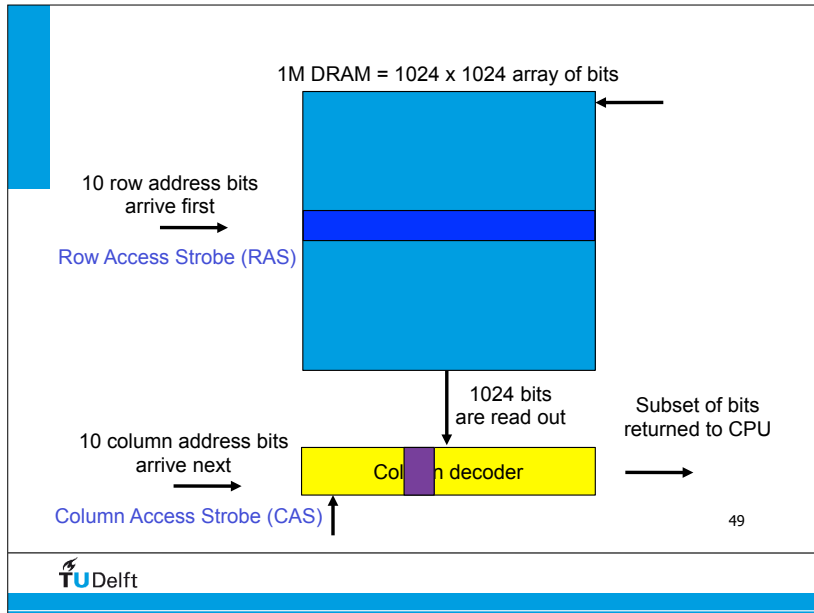 1M DRAM = 1024 x 1024 array of bits
10 row address bits
arrive first
Row Access Strobe (RAS)
1024 bits
are read out
Subset of bits
returned to CPU
10 column address bits
arrive next
Col n decoder
Column Access Strobe (CAS)
49
TUDelft